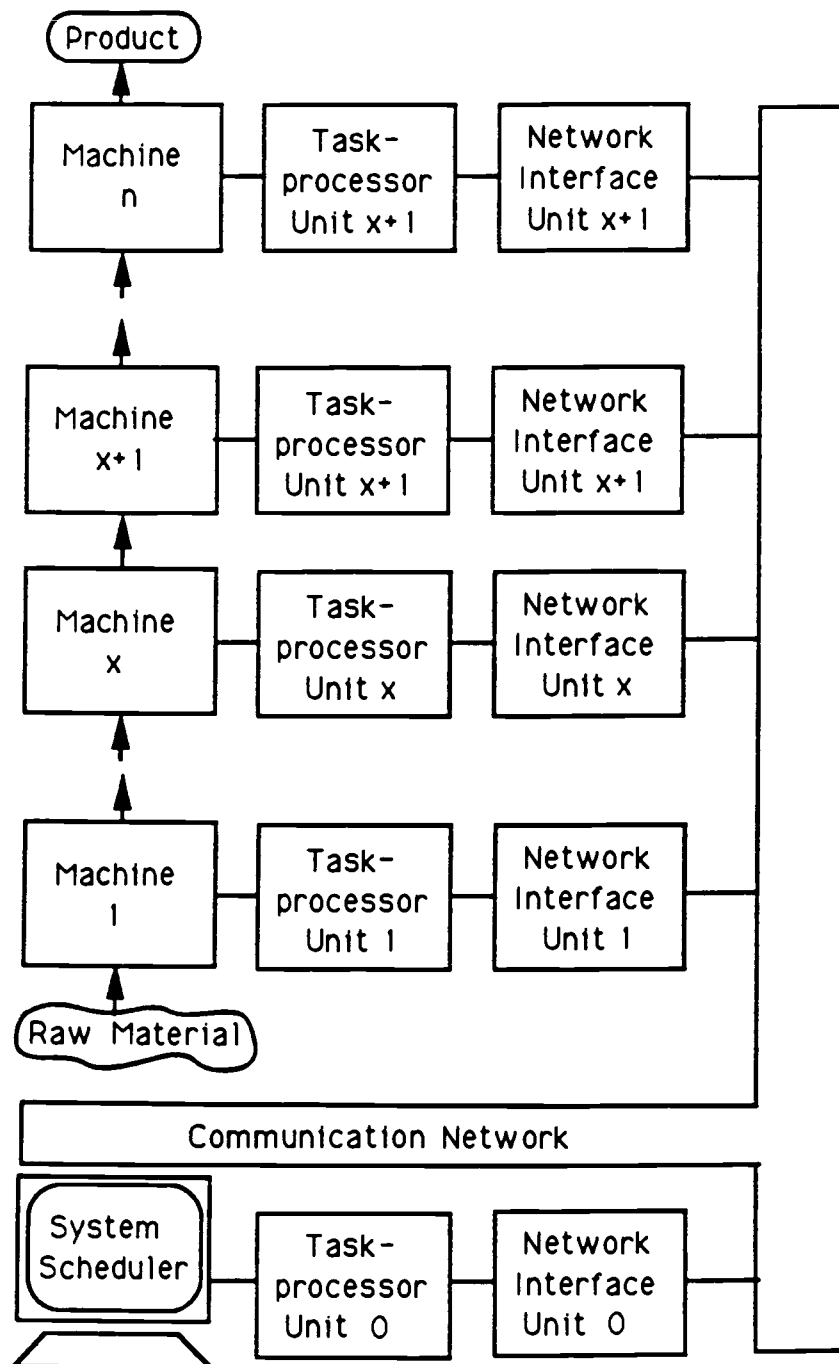 Product
Machine
n
Task-
processor
Unit x+1
Network
Interface
Unit x+1
Machine
x+1
Task-
processor
Unit x+1
Network
Interface
Unit x+1
Machine
x
Task-
processor
Unit x
Network
Interface
Unit x
Machine
1
Task-
processor
Unit 1
Network
Interface
Unit 1
Raw Material
Communication Network
System
Scheduler
Task-
processor
Unit 0
Network
Interface
Unit 0